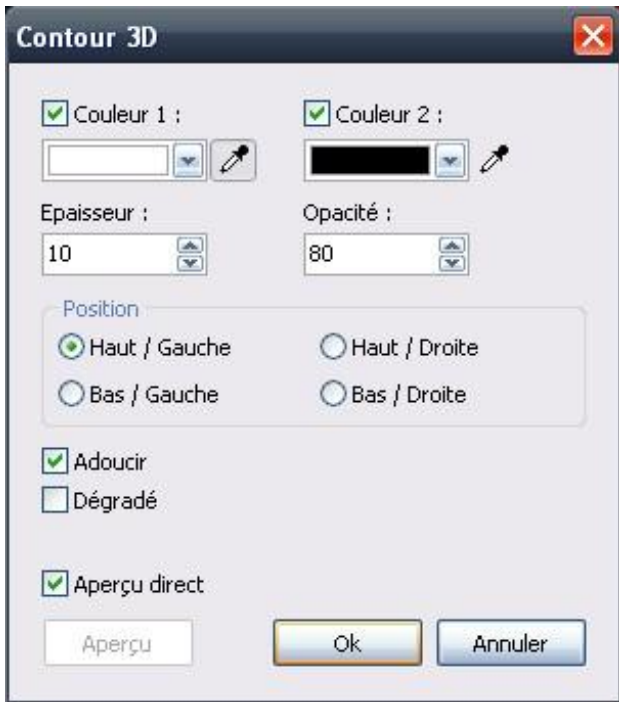 Contour 3D
Couleur 1 :
Couleur 2 :
Epaisseur :
Opacité :
10
80
Position
Haut / Gauche
Haut / Droite
Bas / Gauche
Bas / Droite
Adoucir
Dégradé
Aperçu direct
Aperçu
Ok
Annuler